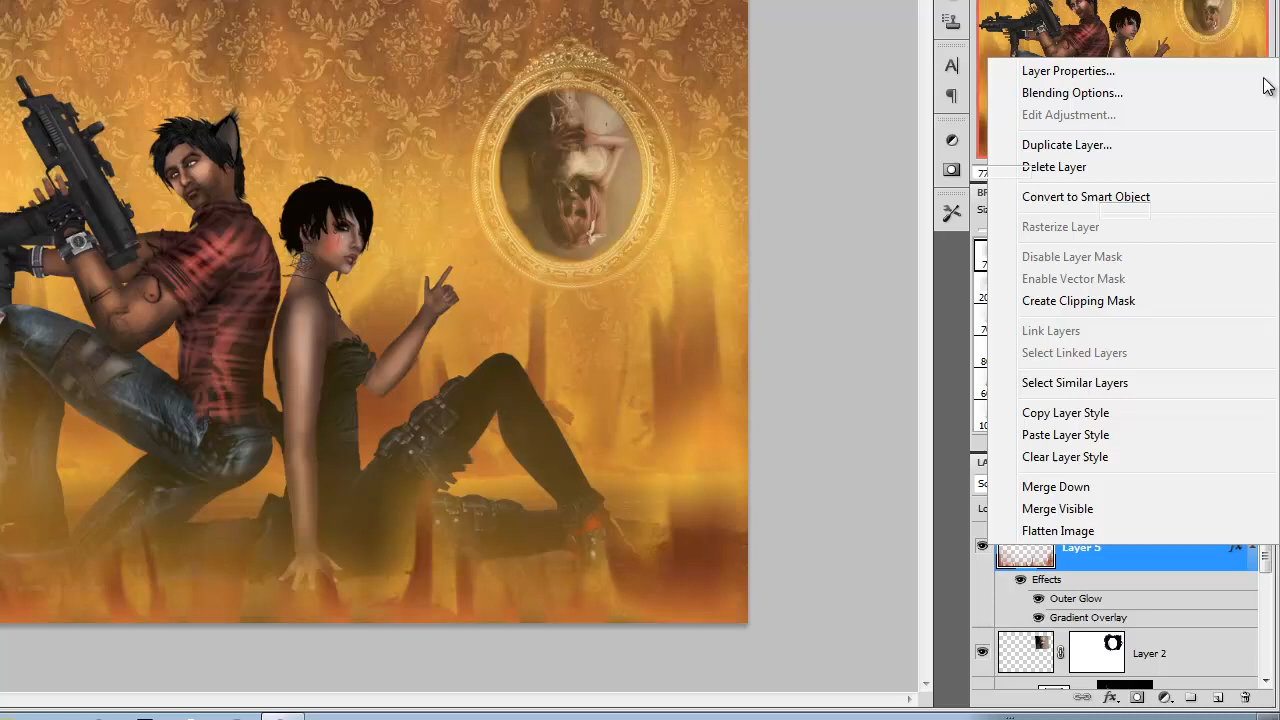 Layer Properties...
Blending Options...
Edit Adjustment...
Duplicate Layer...
Delete Layer
Convert to Smart Object
Rasterize Layer
Disable Layer Mask
Enable Vector Mask
Create Clipping Mask
Link Layers
Select Linked Layers
Select Similar Layers
Copy Layer Style
Paste Layer Style
Clear Layer Style
Merge Down
Merge Visible
Flatten Image
Layer 5
Effects
Outer Glow
Gradient Overlay
Layer 2